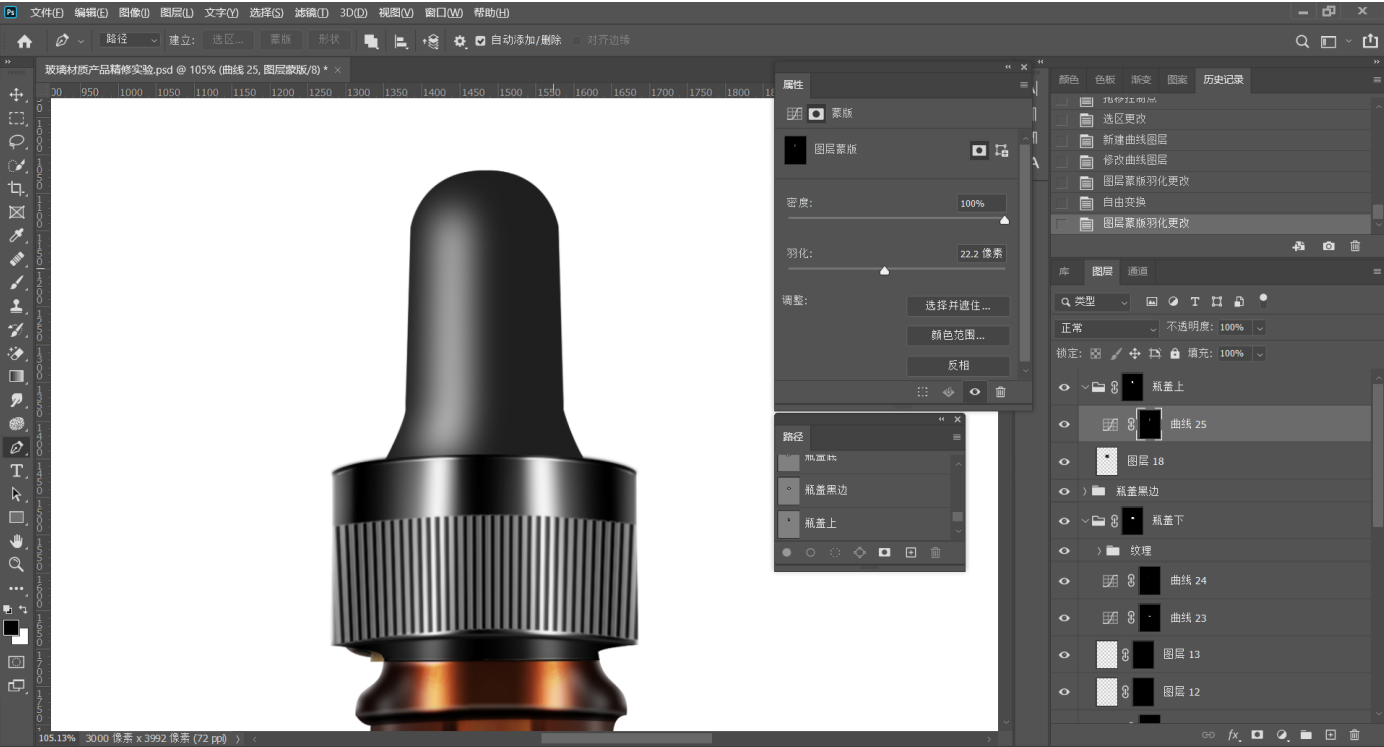 Ps 文件(F) 编辑(E) 图像(I) 图层(L) 文字(Y) 选择(S) 滤镜(T) 3D(D) 视图(V) 窗口(W) 帮助(H)
路径 建立: 选区... 蒙版 形状 自动添加/删除 对齐边缘
玻璃材质产品精修实验.psd @ 105% (曲线 25, 图层蒙版/8) * ×
950 1000 1050 1100 1150 1200 1250 1300 1350 1400 1450 1500 1550 1600 1650 1700 1750 1800
属性
蒙版
图层蒙版
密度: 100%
羽化: 22.2 像素
调整: 选择并遮住...
颜色范围...
反相
路径
瓶盖底
瓶盖黑边
瓶盖上
颜色 色板 渐变 图案 历史记录
拖移控制点
选区更改
新建曲线图层
修改曲线图层
图层蒙版羽化更改
自由变换
图层蒙版羽化更改
库 图层 通道
类型
正常 不透明度: 100%
锁定: 填充: 100%
瓶盖上
曲线 25
图层 18
瓶盖黑边
瓶盖下
纹理
曲线 24
曲线 23
图层 13
图层 12
fx
105.13% 3000 像素 x 3992 像素 (72 ppi)